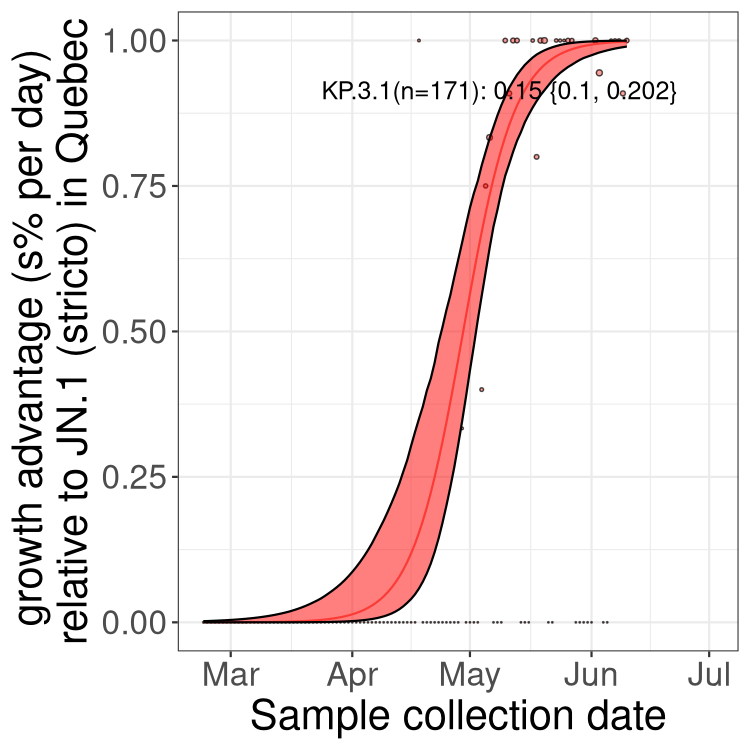 growth advantage (s% per day)
relative to JN.1 (stricto) in Quebec
1.00
0.75
0.50
0.25
0.00
KP.3.1(n=171): 0.15 {0.1, 0.202}
Mar Apr May Jun Jul
Sample collection date